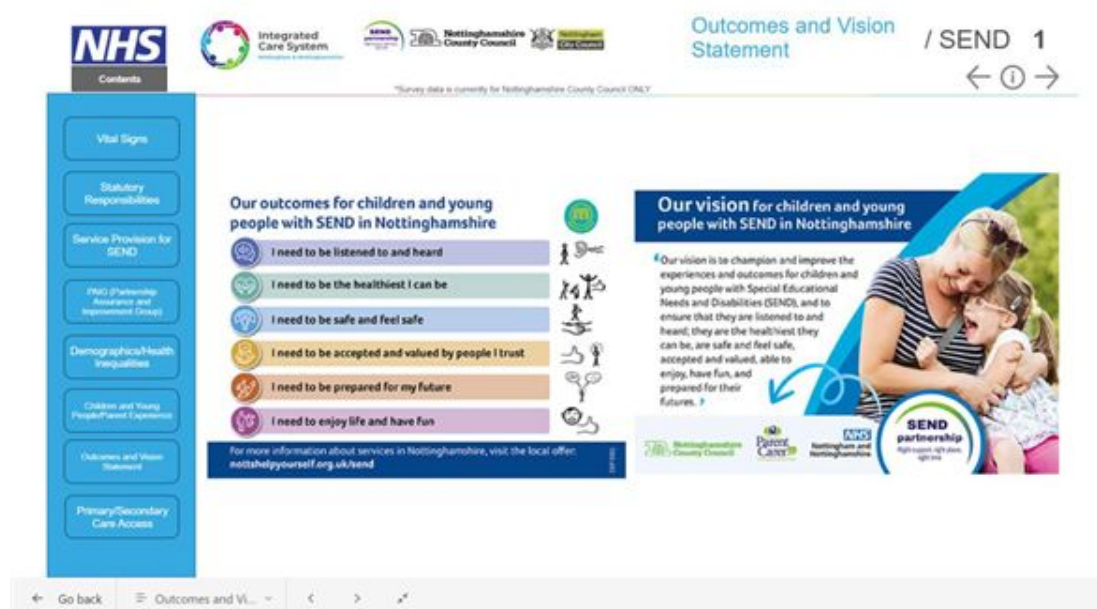 NHS
Contents
Integrated
Care System
Nottingham & Nottinghamshire
SEND
partnership
Nottinghamshire
County Council
Nottingham
City Council
Outcomes and Vision
Statement
/ SEND 1
*Survey data is currently for Nottinghamshire County Council ONLY
Vital Signs
Statutory
Responsibilities
Service Provision for
SEND
PAIG (Partnership
Assurance and
Improvement Group)
Demographics/Health
Inequalities
Children and Young
People/Parent Experience
Outcomes and Vision
Statement
Primary/Secondary
Care Access
Our outcomes for children and young
people with SEND in Nottinghamshire
I need to be listened to and heard
I need to be the healthiest I can be
I need to be safe and feel safe
I need to be accepted and valued by people I trust
I need to be prepared for my future
I need to enjoy life and have fun
For more information about services in Nottinghamshire, visit the local offer:
nottshelpyourself.org.uk/send
Our vision for children and young
people with SEND in Nottinghamshire
‘Our vision is to champion and improve the
experiences and outcomes for children and
young people with Special Educational
Needs and Disabilities (SEND), and to
ensure that they are listened to and
heard; they are the healthiest they
can be, are safe and feel safe,
accepted and valued, able to
enjoy, have fun, and
prepared for their
futures. ’
Nottinghamshire
County Council
Parent
Carer
NHS
Nottingham and
Nottinghamshire
SEND
partnership
Right support, right place,
right time
Go back
Outcomes and Vi...